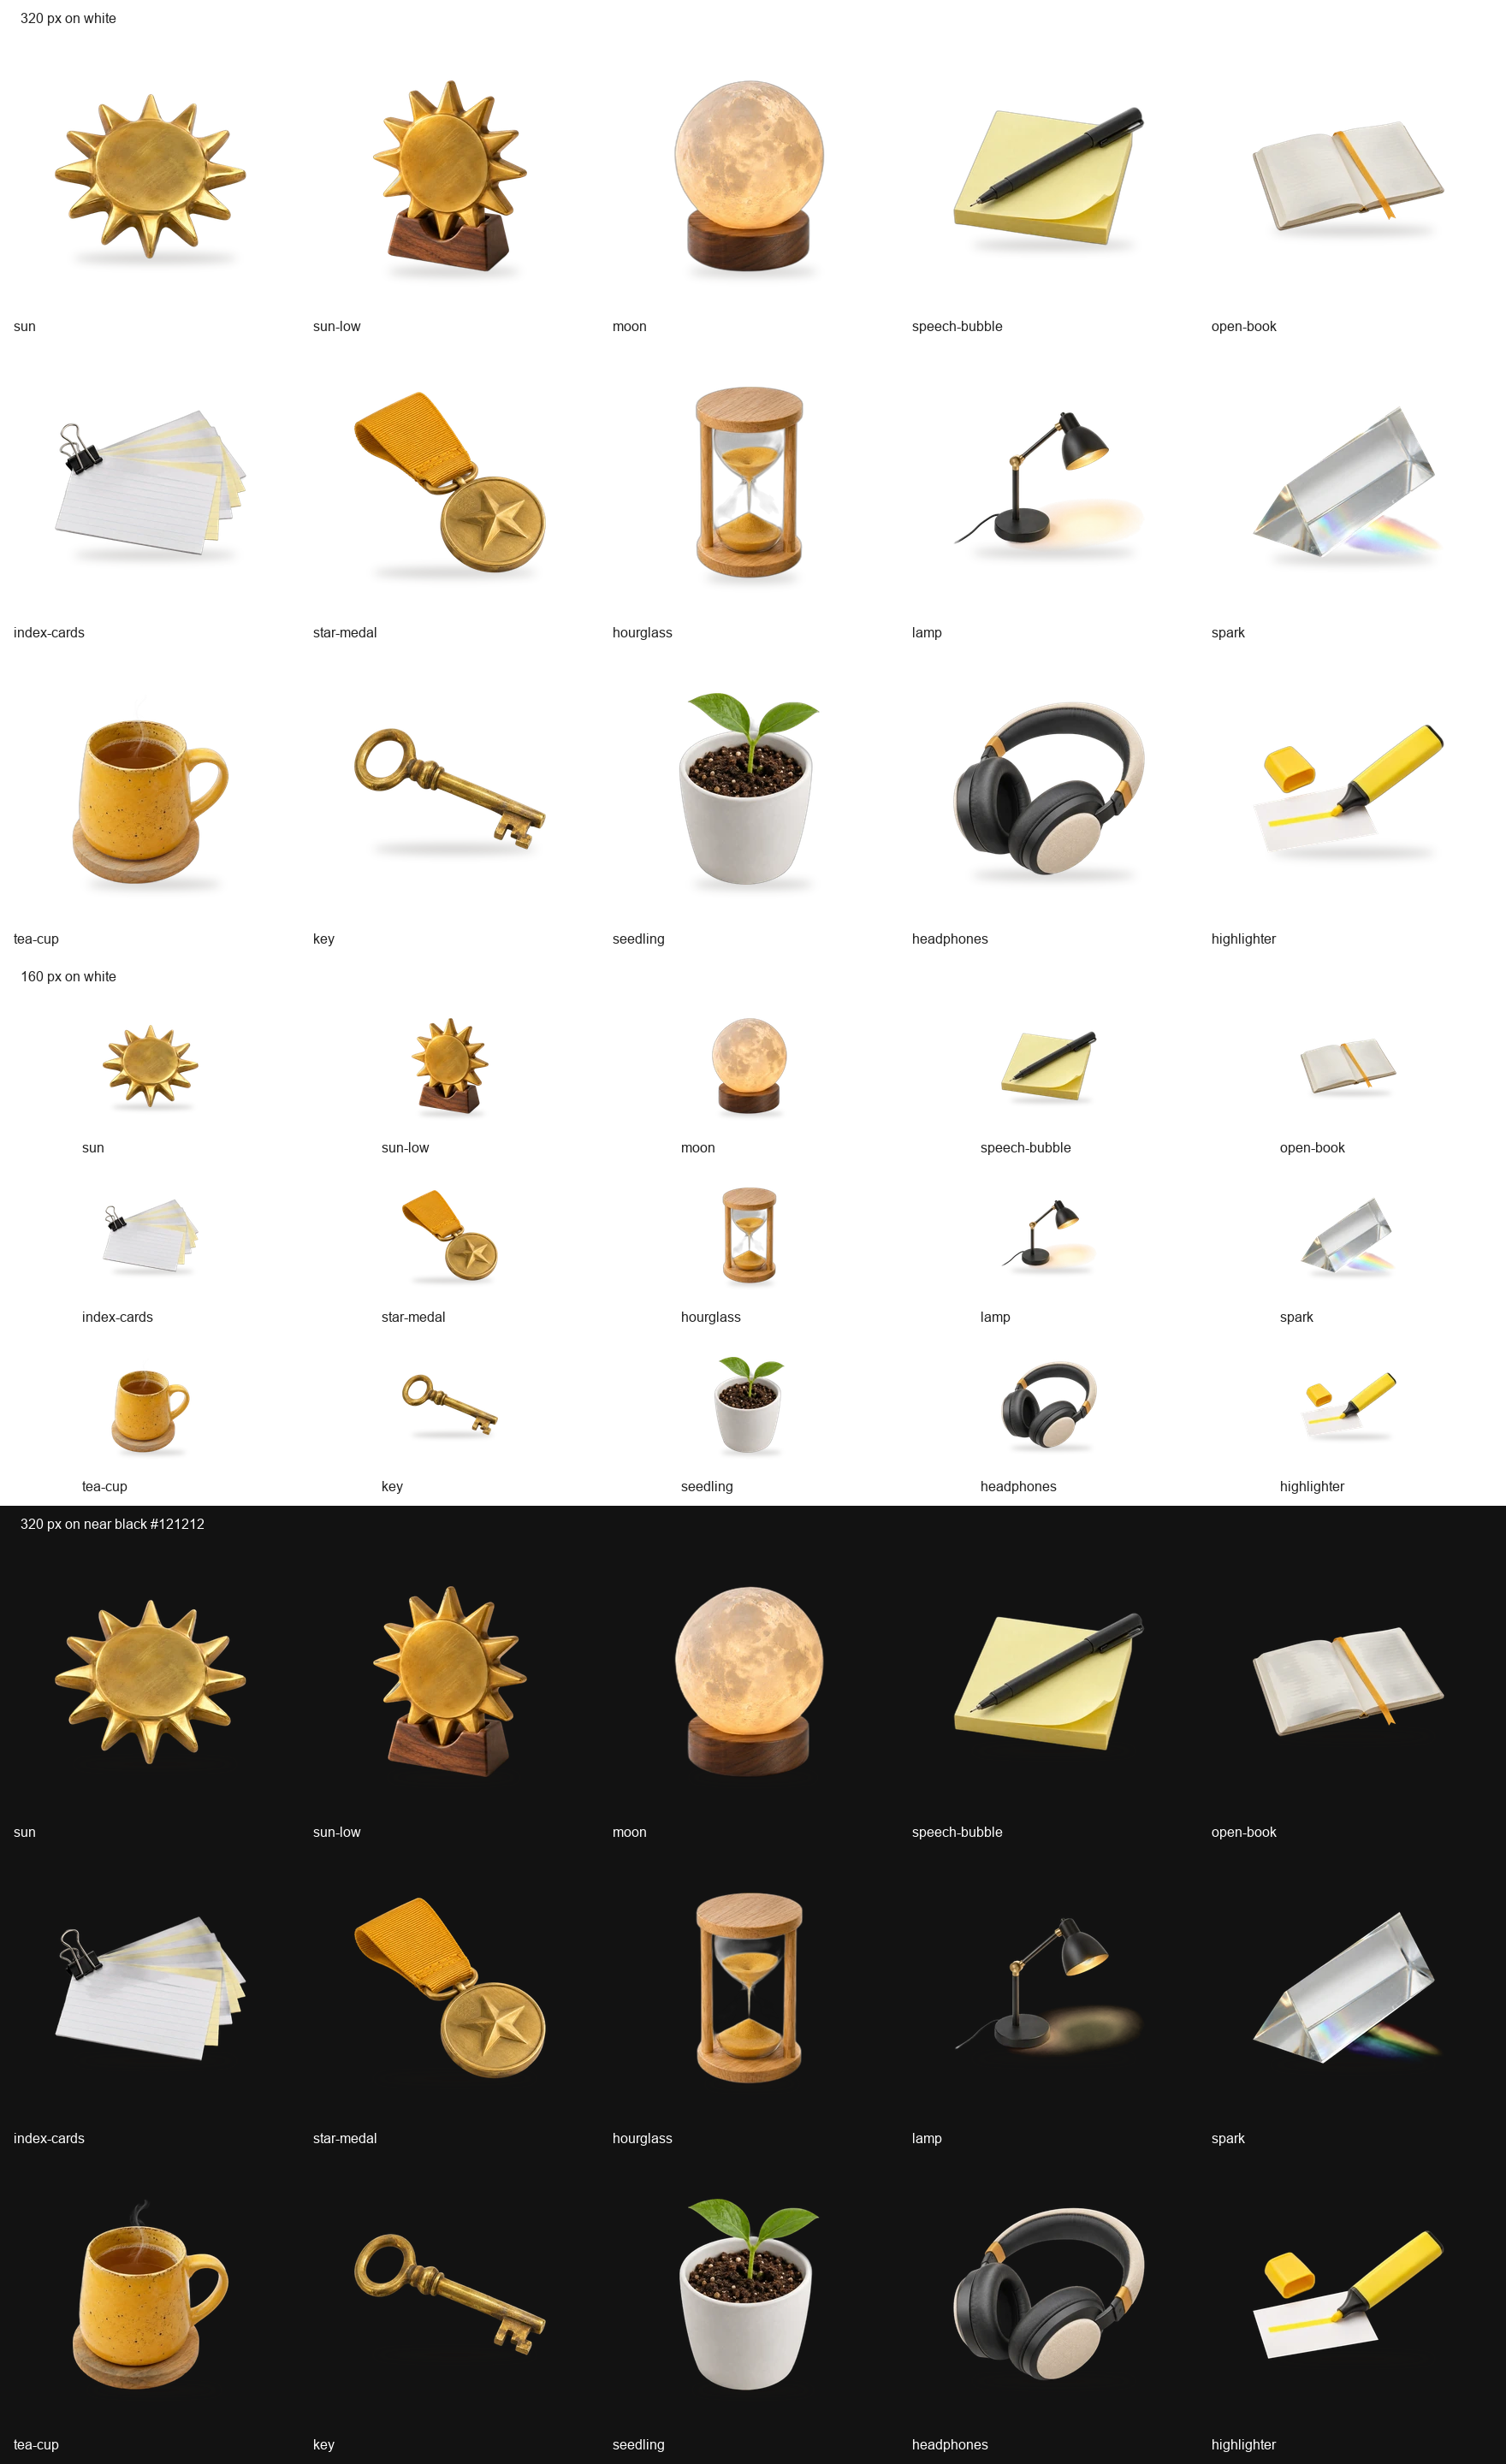 320 px on white
sun
sun-low
moon
speech-bubble
open-book
index-cards
star-medal
hourglass
lamp
spark
tea-cup
key
seedling
headphones
highlighter
160 px on white
sun
sun-low
moon
speech-bubble
open-book
index-cards
star-medal
hourglass
lamp
spark
tea-cup
key
seedling
headphones
highlighter
320 px on near black #121212
sun
sun-low
moon
speech-bubble
open-book
index-cards
star-medal
hourglass
lamp
spark
tea-cup
key
seedling
headphones
highlighter